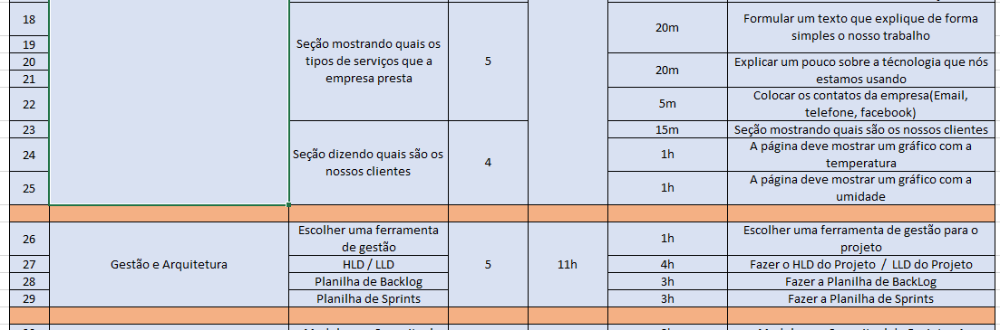 18
19
20m
Formular um texto que explique de forma
simples o nosso trabalho
Seção mostrando quais os
tipos de serviços que a
empresa presta
5
20
21
20m
Explicar um pouco sobre a técnologia que nós
estamos usando
22
5m
Colocar os contatos da empresa(Email,
telefone, facebook)
23
15m
Seção mostrando quais são os nossos clientes
Seção dizendo quais são os
nossos clientes
4
24
1h
A página deve mostrar um gráfico com a
temperatura
25
1h
A página deve mostrar um gráfico com a
umidade
26
Gestão e Arquitetura
Escolher uma ferramenta
de gestão
5
11h
1h
Escolher uma ferramenta de gestão para o
projeto
27
HLD / LLD
4h
Fazer o HLD do Projeto / LLD do Projeto
28
Planilha de Backlog
3h
Fazer a Planilha de BackLog
29
Planilha de Sprints
3h
Fazer a Planilha de Sprints